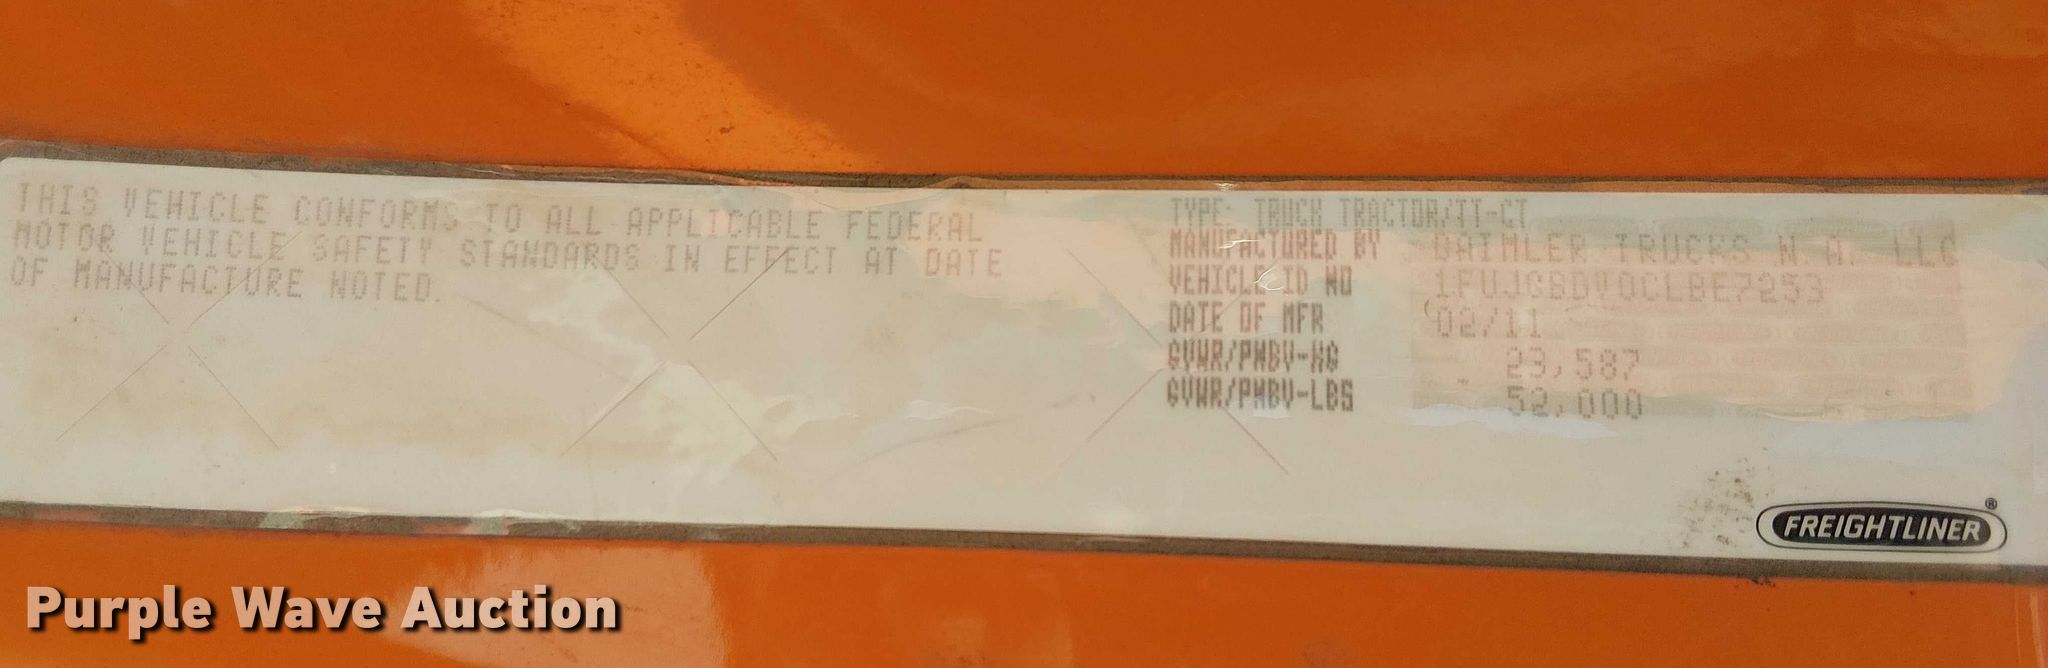 THIS VEHICLE CONFORMS TO ALL APPLICABLE FEDERAL
MOTOR VEHICLE SAFETY STANDARDS IN EFFECT AT DATE
OF MANUFACTURE NOTED.
TYPE: TRUCK TRACTOR/TT-CT
MANUFACTURED BY DAIMLER TRUCKS N.A. LLC
VEHICLE ID NO 1FUJGBDV0CLBE7253
DATE OF MFR 02/11
GVWR/PNBV-KG 23,587
GVWR/PNBV-LBS 52,000
FREIGHTLINER®
Purple Wave Auction